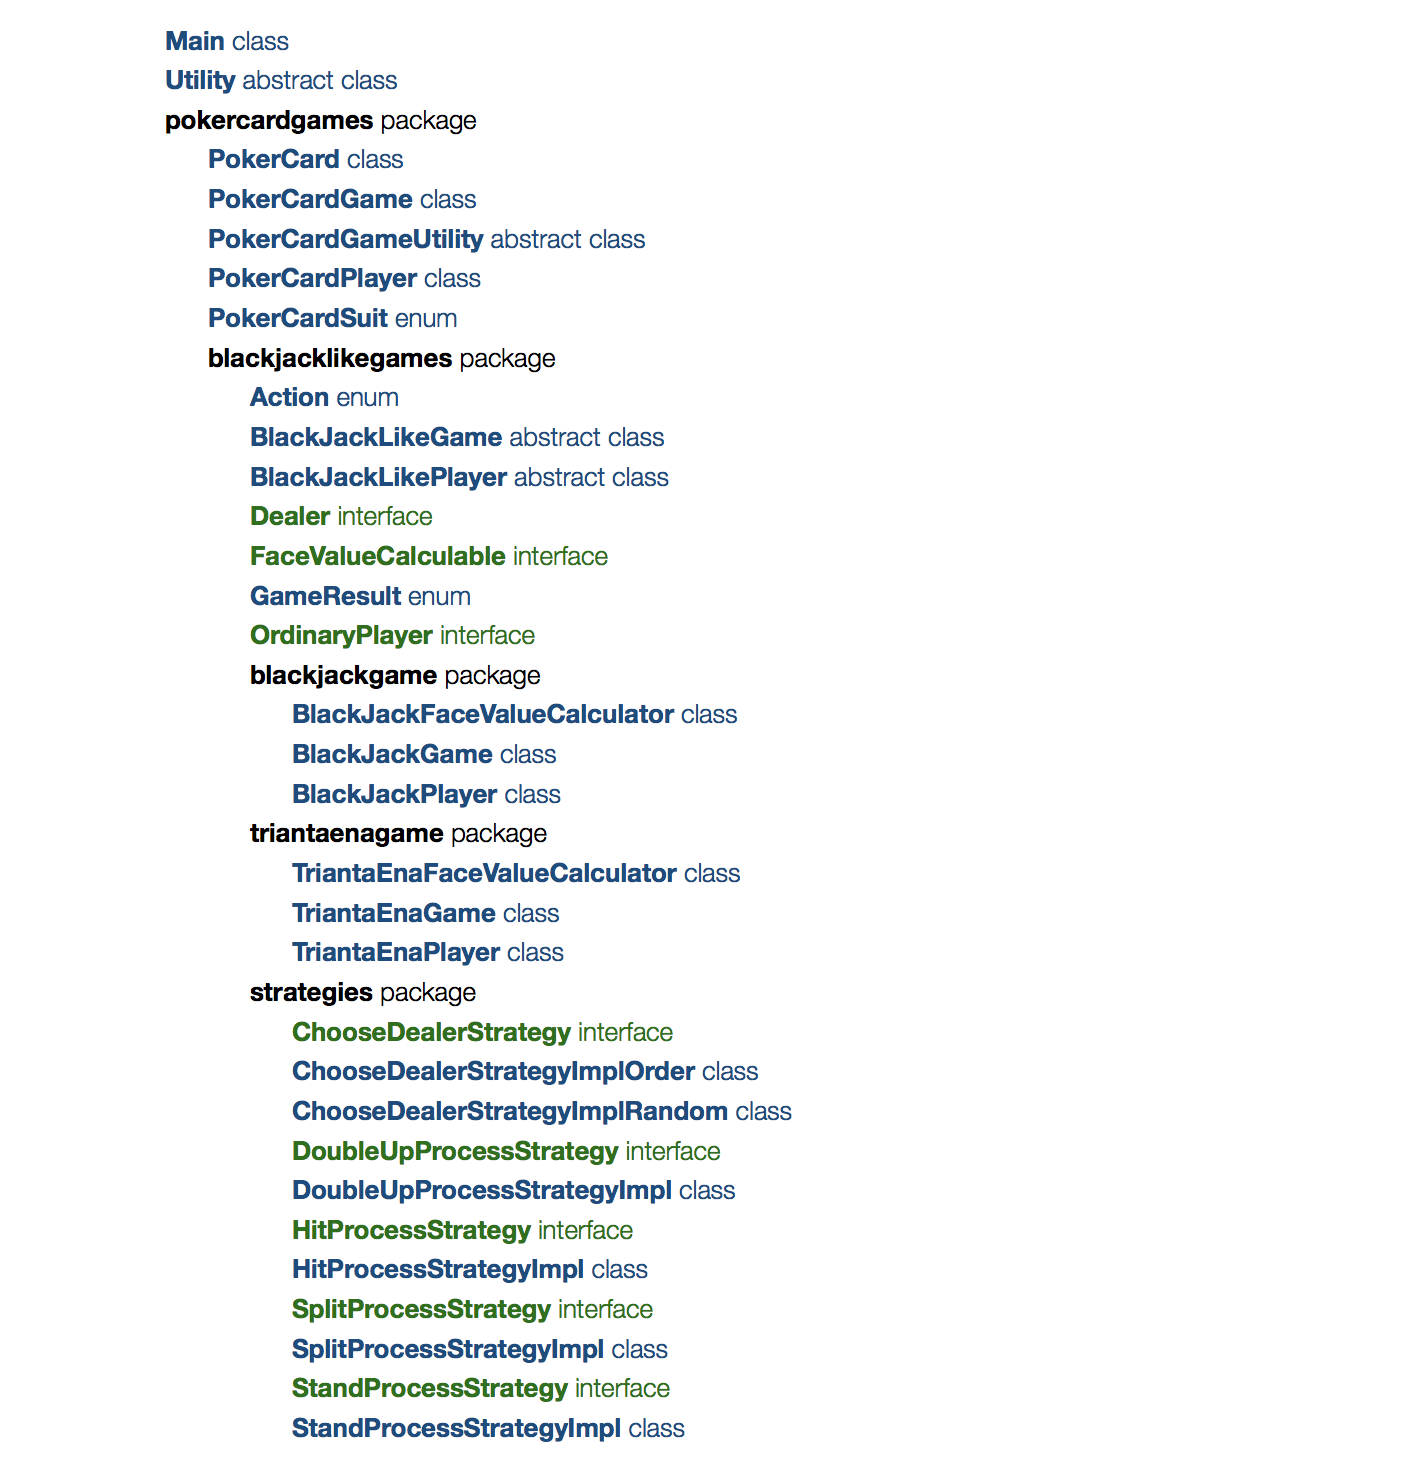 Main class
Utility abstract class
pokercardgames package
PokerCard class
PokerCardGame class
PokerCardGameUtility abstract class
PokerCardPlayer class
PokerCardSuit enum
blackjacklikegames package
Action enum
BlackJackLikeGame abstract class
BlackJackLikePlayer abstract class
Dealer interface
FaceValueCalculable interface
GameResult enum
OrdinaryPlayer interface
blackjackgame package
BlackJackFaceValueCalculator class
BlackJackGame class
BlackJackPlayer class
triantaenagame package
TriantaEnaFaceValueCalculator class
TriantaEnaGame class
TriantaEnaPlayer class
strategies package
ChooseDealerStrategy interface
ChooseDealerStrategyImplOrder class
ChooseDealerStrategyImplRandom class
DoubleUpProcessStrategy interface
DoubleUpProcessStrategyImpl class
HitProcessStrategy interface
HitProcessStrategyImpl class
SplitProcessStrategy interface
SplitProcessStrategyImpl class
StandProcessStrategy interface
StandProcessStrategyImpl class